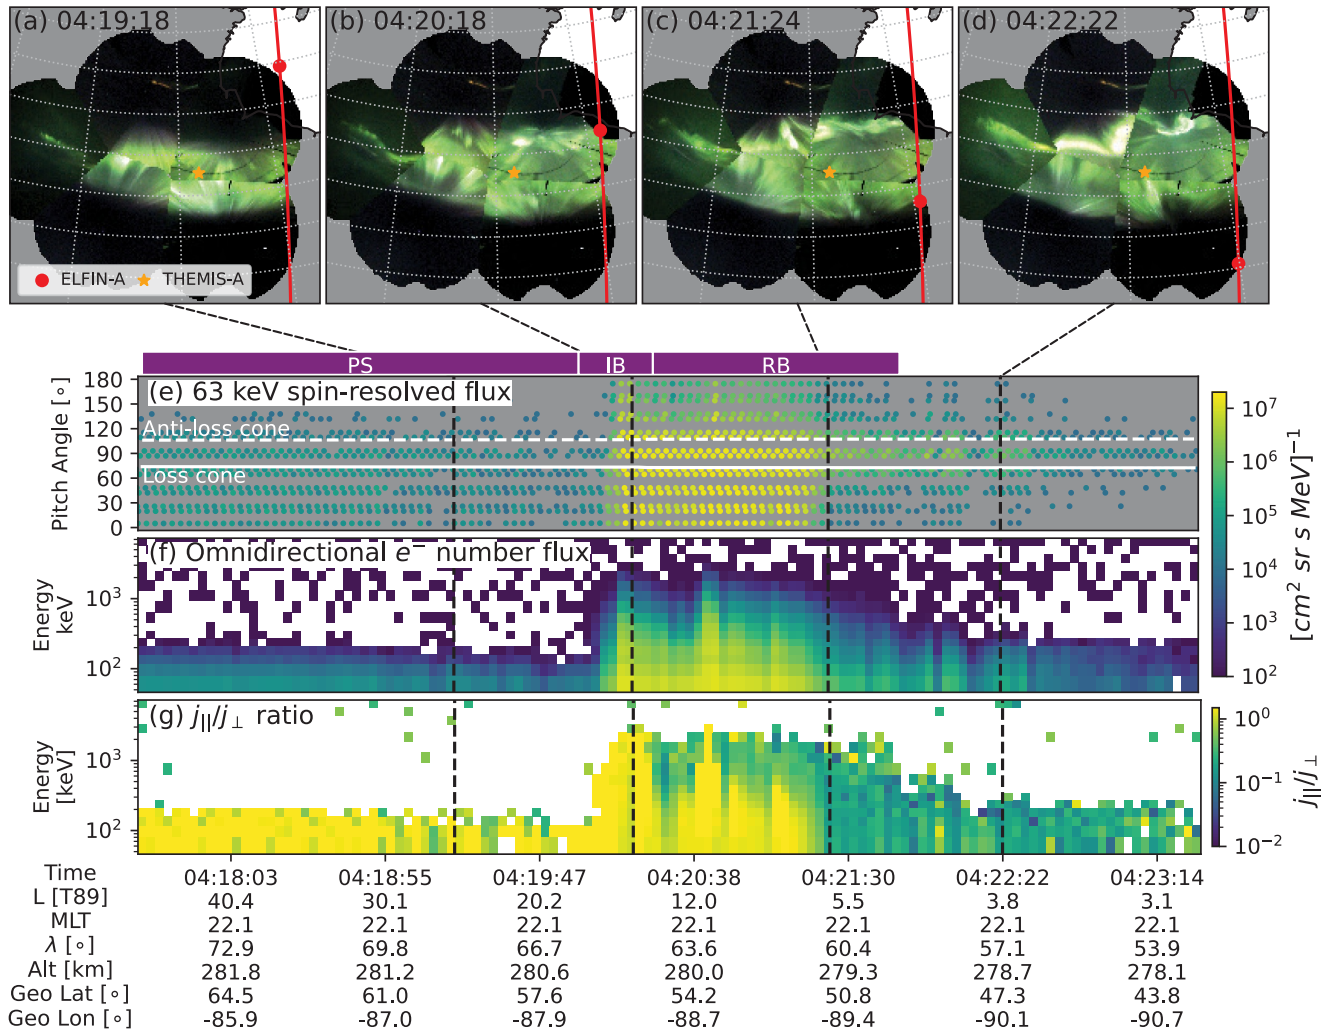 (a) 04:19:18
(b) 04:20:18
(c) 04:21:24
(d) 04:22:22
ELFIN-A THEMIS-A
PS IB RB
(e) 63 keV spin-resolved flux
Anti-loss cone
Loss cone
Pitch Angle [∘]
180
150
120
90
60
30
0
(f) Omnidirectional e⁻ number flux
Energy
keV
10³
10²
10⁷
10⁶
10⁵
10⁴
10³
10²
[cm² sr s MeV]⁻¹
(g) j||/j⊥ ratio
Energy
[keV]
10³
10²
10⁰
10⁻¹
10⁻²
j||/j⊥
Time 04:18:03 04:18:55 04:19:47 04:20:38 04:21:30 04:22:22 04:23:14
L [T89] 40.4 30.1 20.2 12.0 5.5 3.8 3.1
MLT 22.1 22.1 22.1 22.1 22.1 22.1 22.1
λ [∘] 72.9 69.8 66.7 63.6 60.4 57.1 53.9
Alt [km] 281.8 281.2 280.6 280.0 279.3 278.7 278.1
Geo Lat [∘] 64.5 61.0 57.6 54.2 50.8 47.3 43.8
Geo Lon [∘] -85.9 -87.0 -87.9 -88.7 -89.4 -90.1 -90.7